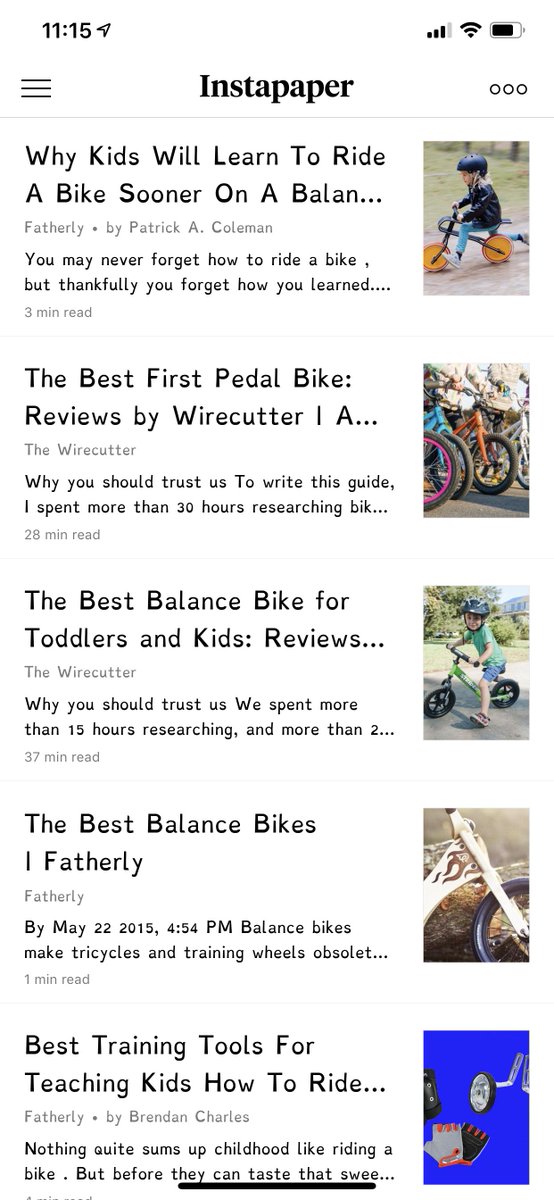 11:15
Instapaper
Why Kids Will Learn To Ride
A Bike Sooner On A Balan...
Fatherly • by Patrick A. Coleman
You may never forget how to ride a bike ,
but thankfully you forget how you learned....
3 min read
The Best First Pedal Bike:
Reviews by Wirecutter | A...
The Wirecutter
Why you should trust us To write this guide,
I spent more than 30 hours researching bik...
28 min read
The Best Balance Bike for
Toddlers and Kids: Reviews...
The Wirecutter
Why you should trust us We spent more
than 15 hours researching, and more than 2...
37 min read
The Best Balance Bikes
| Fatherly
Fatherly
By May 22 2015, 4:54 PM Balance bikes
make tricycles and training wheels obsolet...
1 min read
Best Training Tools For
Teaching Kids How To Ride...
Fatherly • by Brendan Charles
Nothing quite sums up childhood like riding a
bike . But before they can taste that swee...
4 min read